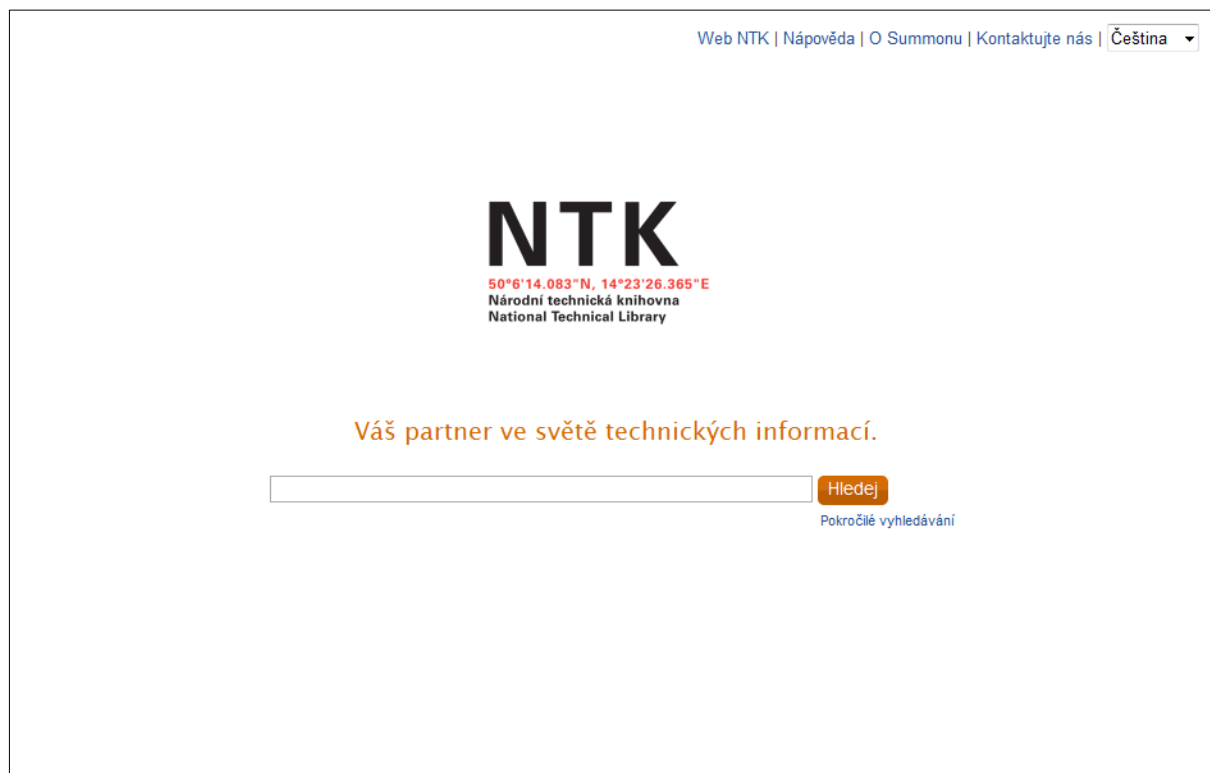 Web NTK | Nápověda | O Summonu | Kontaktujte nás | Čeština
NTK
50°6'14.083"N, 14°23'26.365"E
Národní technická knihovna
National Technical Library
Váš partner ve světě technických informací.
Hledej
Pokročilé vyhledávání